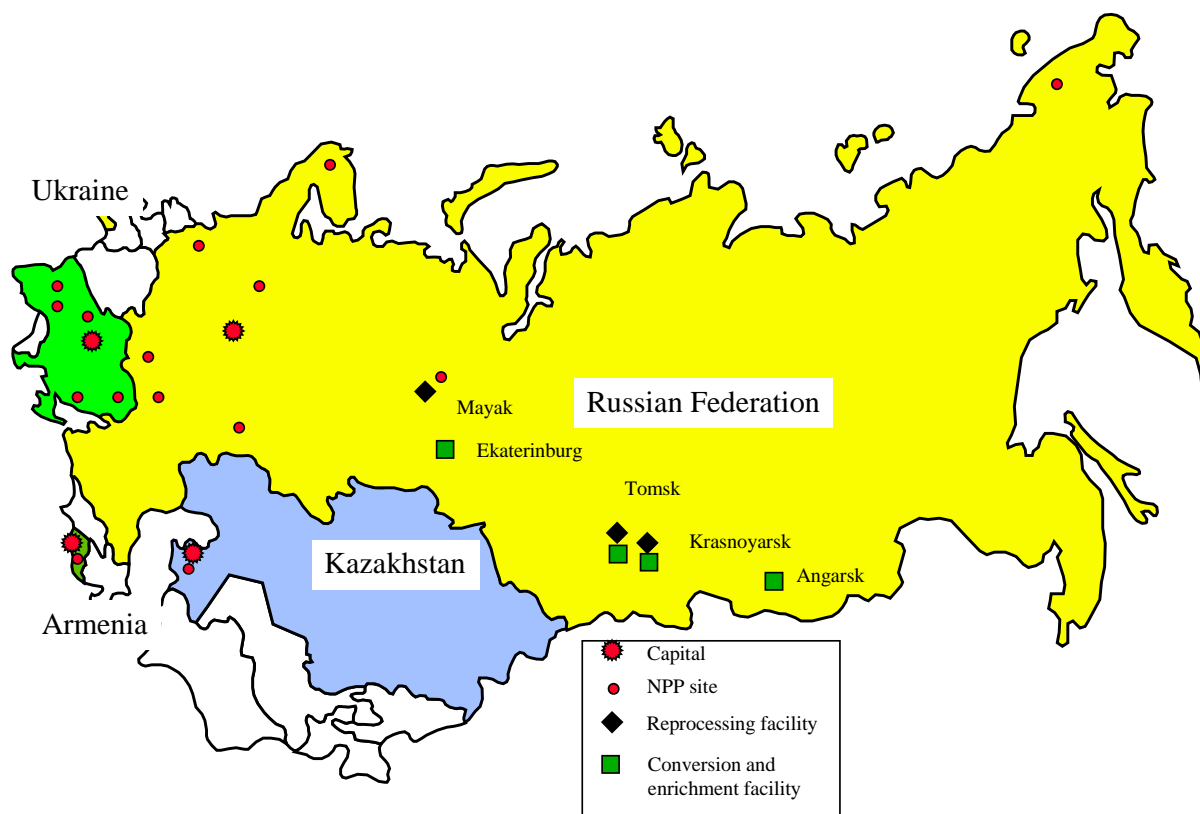 Ukraine
Mayak
Russian Federation
Ekaterinburg
Tomsk
Krasnoyarsk
Kazakhstan
Angarsk
Armenia
Capital
NPP site
Reprocessing facility
Conversion and
enrichment facility